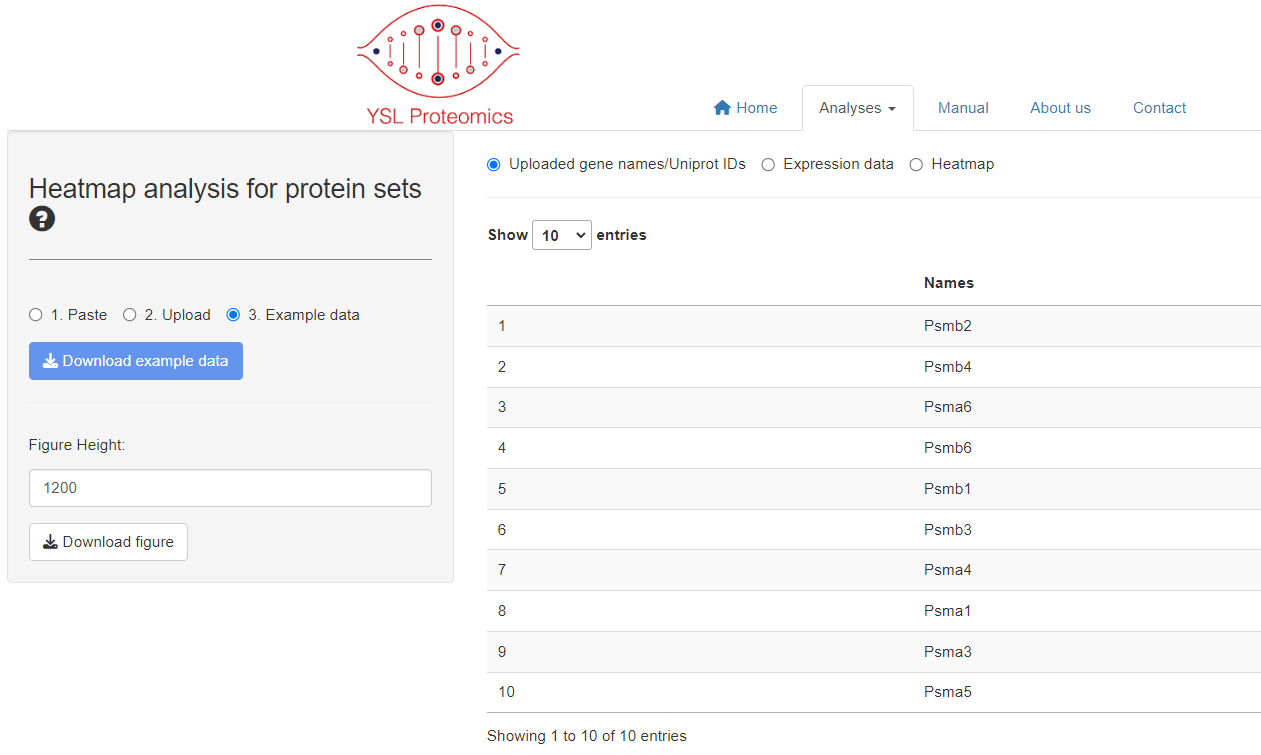 YSL Proteomics
Home Analyses Manual About us Contact
Heatmap analysis for protein sets
?
1. Paste 2. Upload 3. Example data
Download example data
Figure Height:
1200
Download figure
Uploaded gene names/Uniprot IDs Expression data Heatmap
Show 10 entries
Names
1 Psmb2
2 Psmb4
3 Psma6
4 Psmb6
5 Psmb1
6 Psmb3
7 Psma4
8 Psma1
9 Psma3
10 Psma5
Showing 1 to 10 of 10 entries